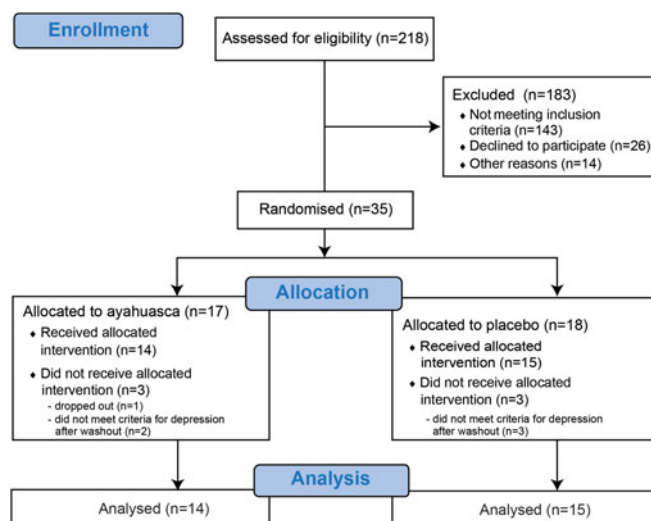 Enrollment
Assessed for eligibility (n=218)
Excluded (n=183)
♦ Not meeting inclusion
criteria (n=143)
♦ Declined to participate (n=26)
♦ Other reasons (n=14)
Randomised (n=35)
Allocation
Allocated to ayahuasca (n=17)
♦ Received allocated
intervention (n=14)
♦ Did not receive allocated
intervention (n=3)
- dropped out (n=1)
- did not meet criteria for depression
after washout (n=2)
Allocated to placebo (n=18)
♦ Received allocated
intervention (n=15)
♦ Did not receive allocated
intervention (n=3)
- did not meet criteria for depression
after washout (n=3)
Analysis
Analysed (n=14)
Analysed (n=15)